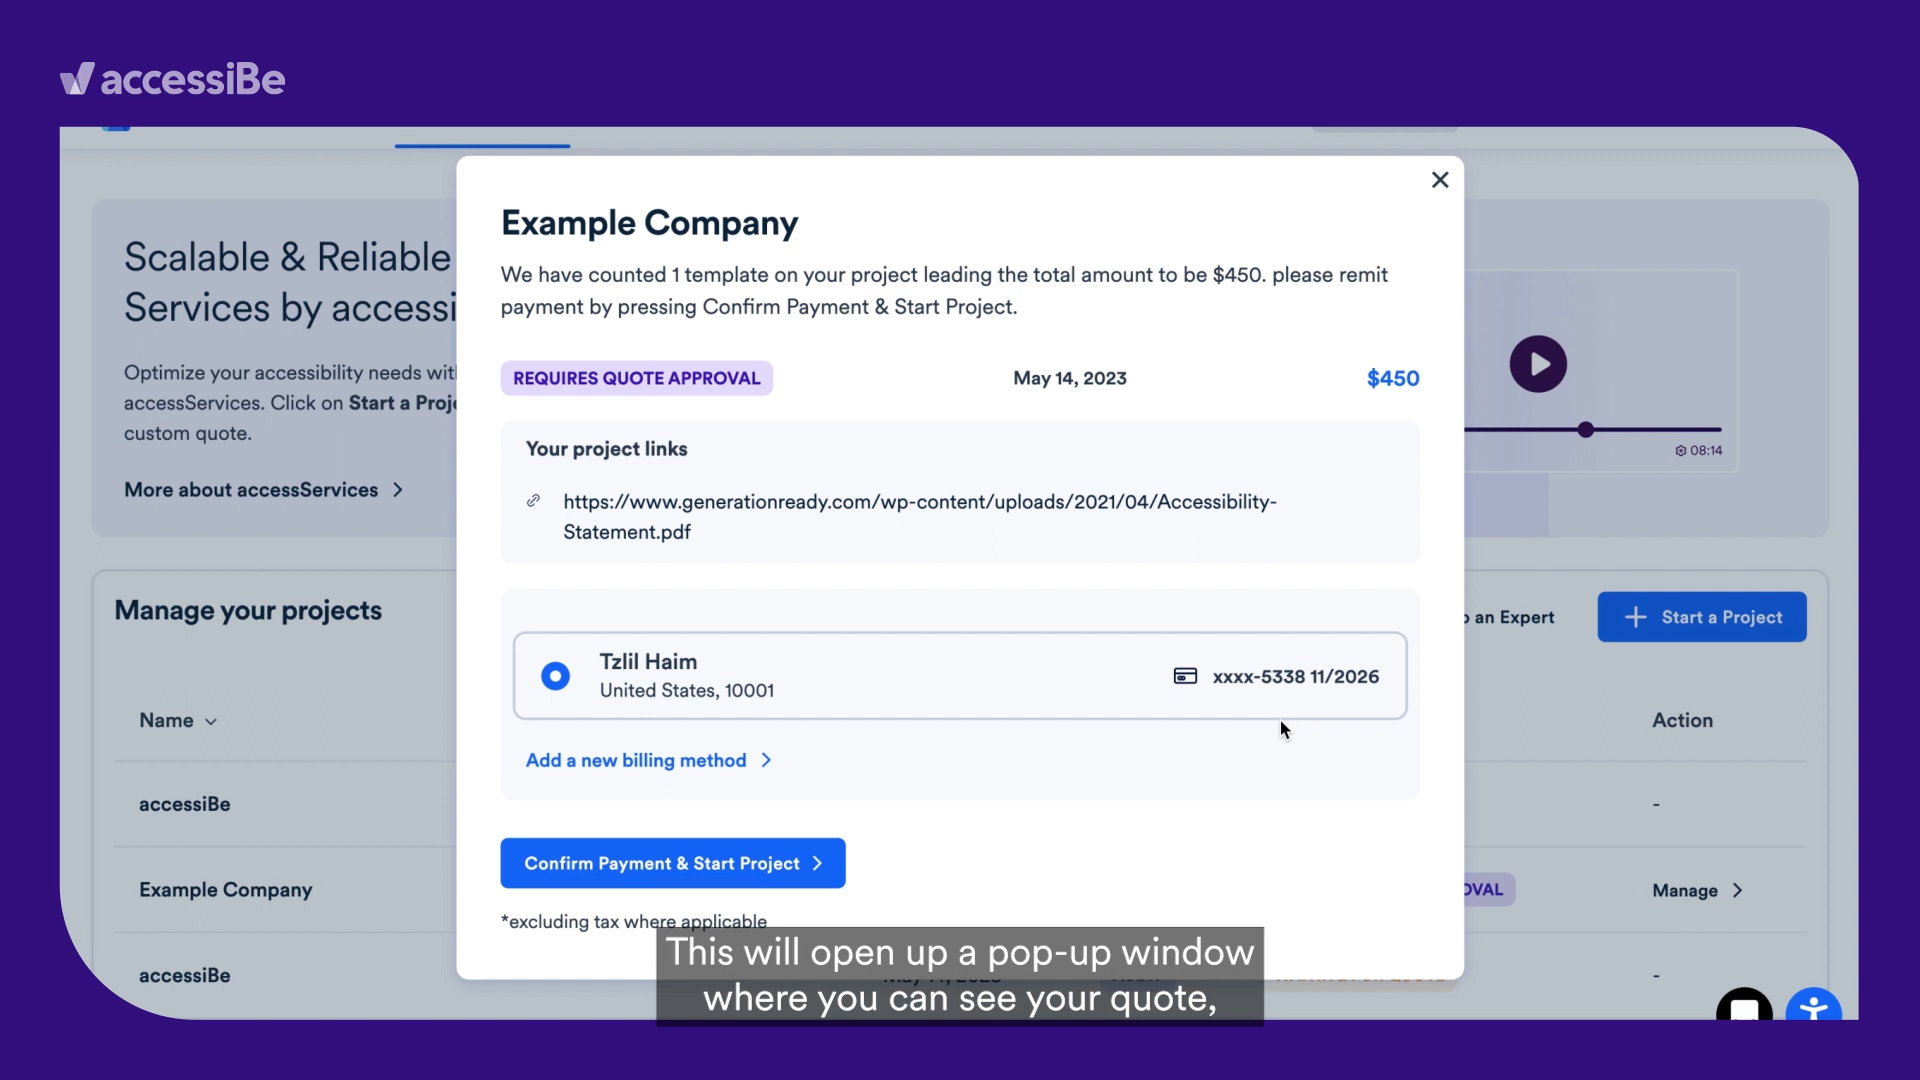 accessiBe
Example Company
We have counted 1 template on your project leading the total amount to be $450. please remit
payment by pressing Confirm Payment & Start Project.
REQUIRES QUOTE APPROVAL
May 14, 2023
$450
Your project links
https://www.generationready.com/wp-content/uploads/2021/04/Accessibility-
Statement.pdf
Tzlil Haim
United States, 10001
xxxx-5338 11/2026
Add a new billing method
Confirm Payment & Start Project
*excluding tax where applicable
Scalable & Reliable
Services by accessi
Optimize your accessibility needs wit
accessServices. Click on Start a Proje
custom quote.
More about accessServices
08:14
Manage your projects
an Expert
+ Start a Project
Name
Action
accessiBe
-
Example Company
OVAL
Manage
accessiBe
-
This will open up a pop-up window
where you can see your quote,